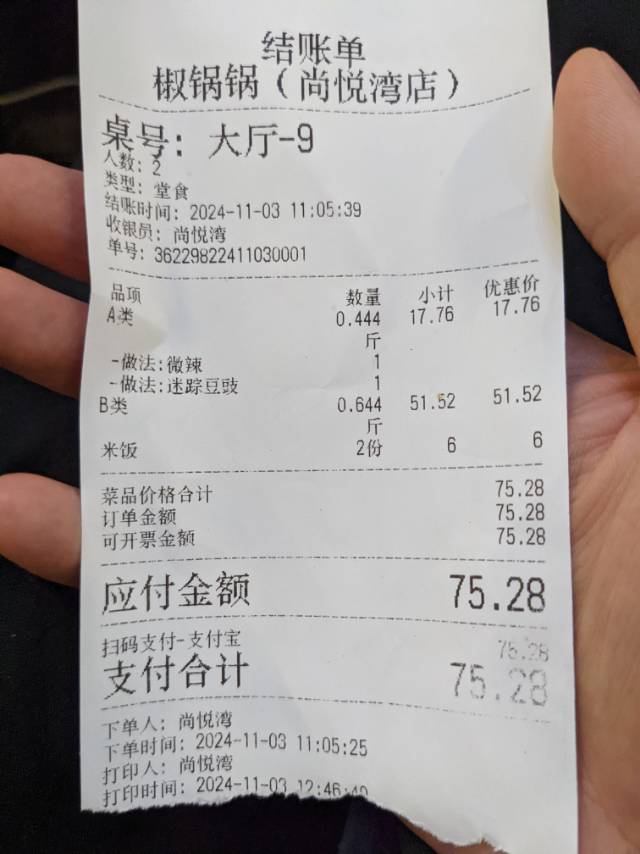 结账单
椒锅锅（尚悦湾店）
桌号： 大厅-9
人数: 2
类型: 堂食
结账时间: 2024-11-03 11:05:39
收银员: 尚悦湾
单号: 36229822411030001
品项 数量 小计 优惠价
A类 0.444 17.76 17.76
斤
-做法:微辣 1
-做法:迷踪豆豉 1
B类 0.644 51.52 51.52
斤
米饭 2份 6 6
菜品价格合计 75.28
订单金额 75.28
可开票金额 75.28
应付金额 75.28
扫码支付-支付宝 75.28
支付合计 75.28
下单人: 尚悦湾
下单时间: 2024-11-03 11:05:25
打印人: 尚悦湾
打印时间: 2024-11-03 12:46:40